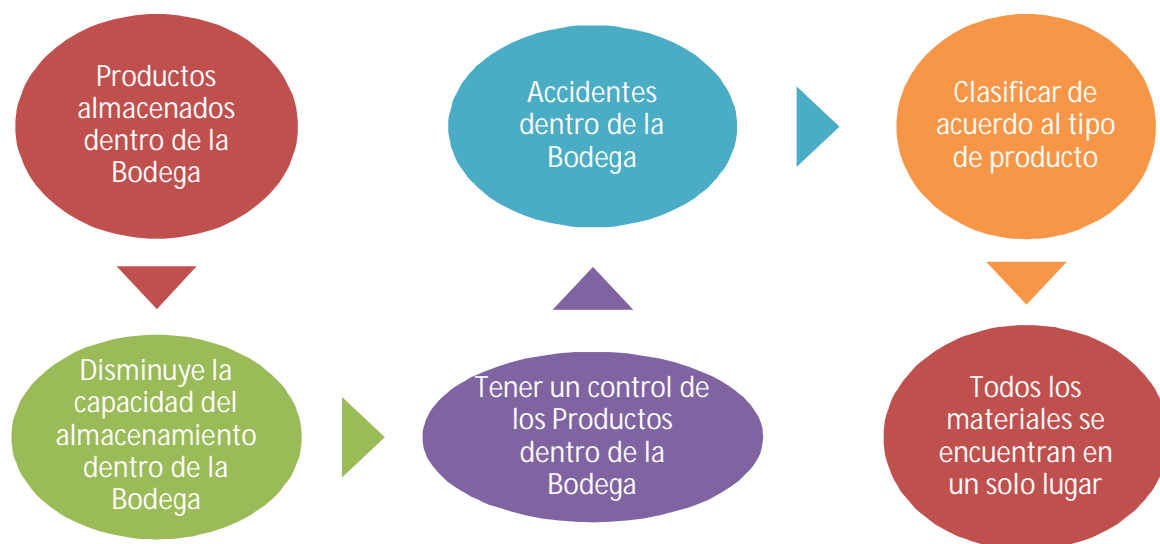 Productos
almacenados
dentro de la
Bodega
Disminuye la
capacidad del
almacenamiento
dentro de la
Bodega
Tener un control de
los Productos
dentro de la
Bodega
Accidentes
dentro de la
Bodega
Clasificar de
acuerdo al tipo
de producto
Todos los
materiales se
encuentran en
un solo lugar